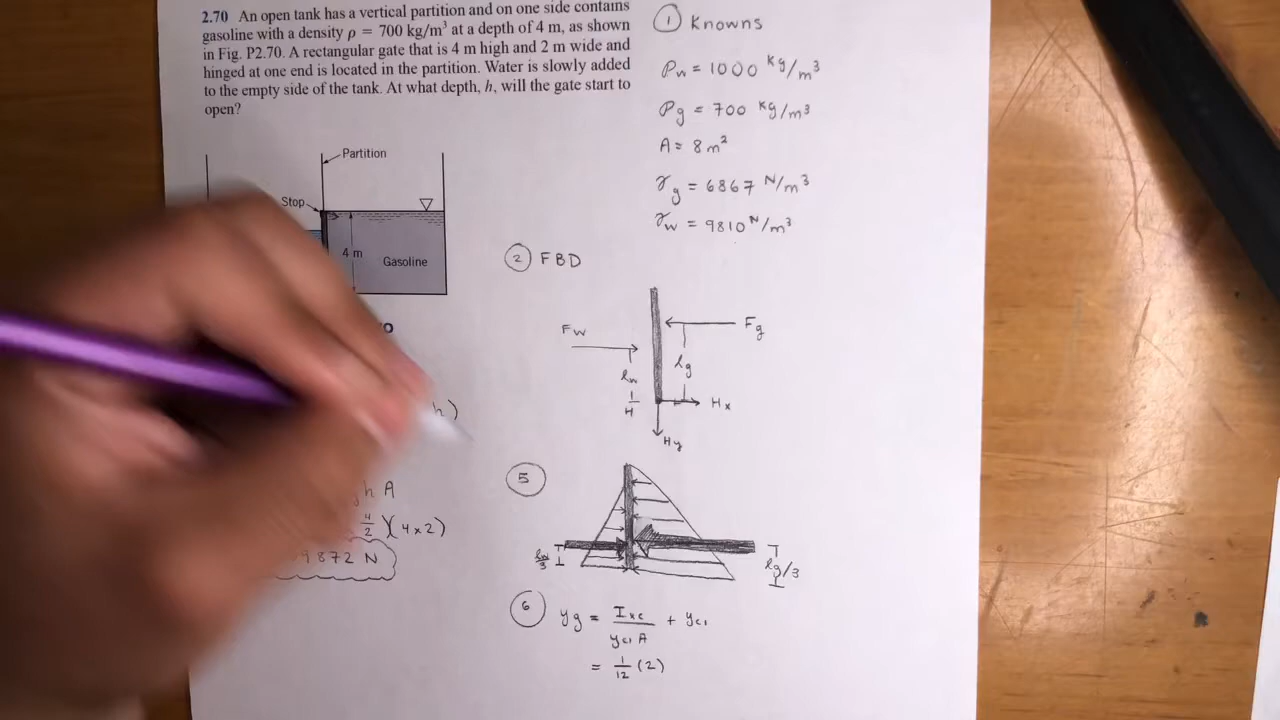 2.70 An open tank has a vertical partition and on one side contains
gasoline with a density ρ = 700 kg/m³ at a depth of 4 m, as shown
in Fig. P2.70. A rectangular gate that is 4 m high and 2 m wide and
hinged at one end is located in the partition. Water is slowly added
to the empty side of the tank. At what depth, h, will the gate start to
open?
Partition
Stop
4 m
Gasoline
h)
h A
4/2)(4×2)
9872 N
① Knowns
ρw = 1000 kg/m³
ρg = 700 kg/m³
A = 8 m²
γg = 6867 N/m³
γw = 9810 N/m³
② FBD
Fw
Fg
lw
lg
H
Hx
Hy
⑤
lw/3
lg/3
⑥ yg = Ixc/yc1 A + yc1
= 1/12 (2)